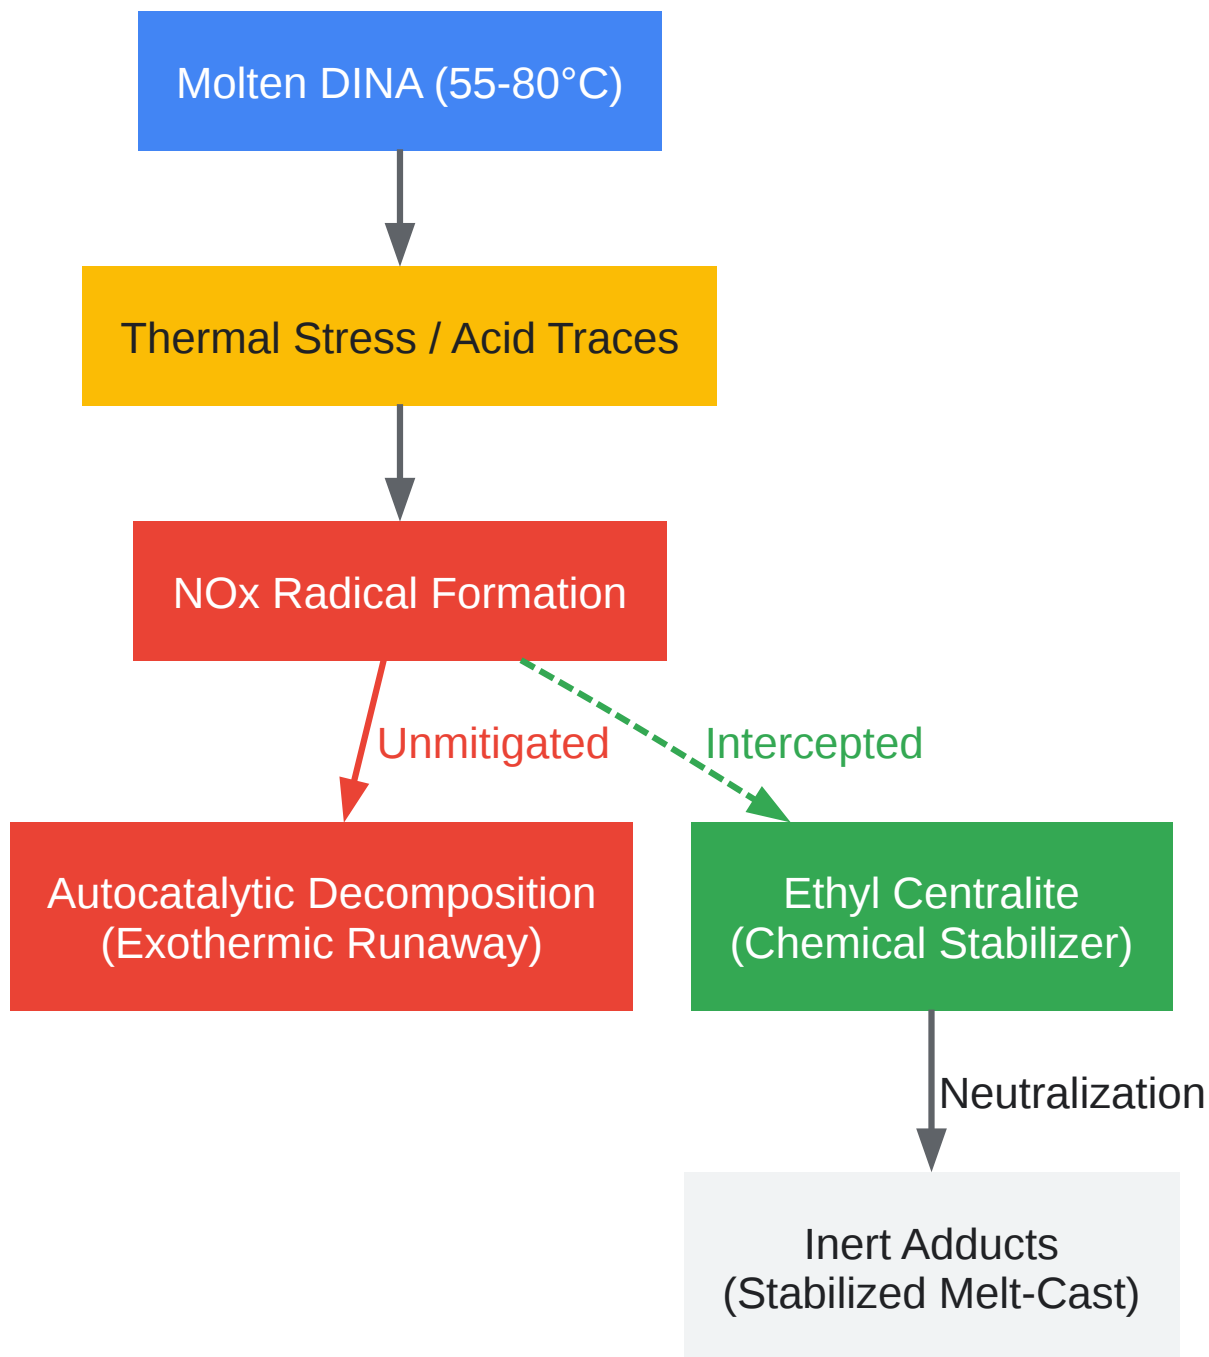 Molten DINA (55-80°C)
Thermal Stress / Acid Traces
NOx Radical Formation
Unmitigated
Intercepted
Autocatalytic Decomposition
(Exothermic Runaway)
Ethyl Centralite
(Chemical Stabilizer)
Neutralization
Inert Adducts
(Stabilized Melt-Cast)